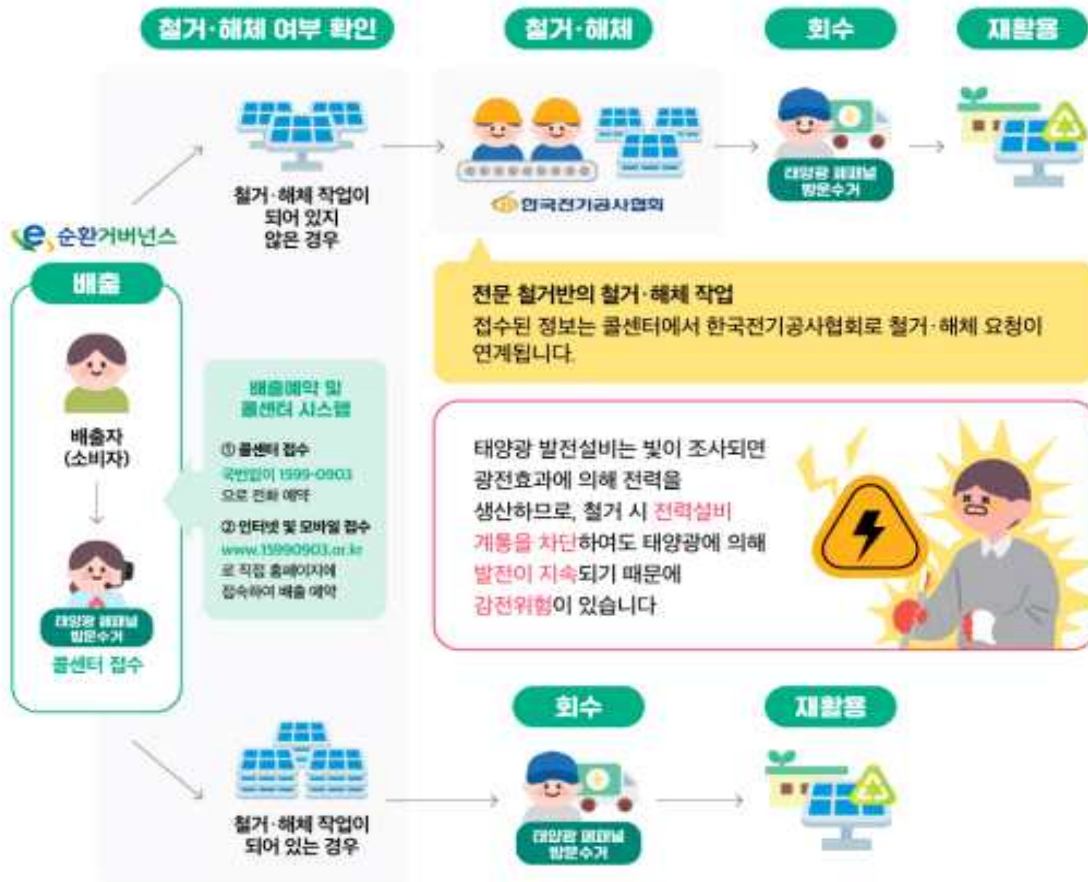 철거·해체 여부 확인
철거·해체
회수
재활용
철거·해체 작업이
되어 있지
않은 경우
한국전기공사협회
태양광 폐패널
방문수거
e 순환거버넌스
배출
배출자
(소비자)
태양광 폐패널
방문수거
콜센터 접수
배출예약 및
콜센터 시스템
① 콜센터 접수
국번없이 1599-0903
으로 전화 예약
② 인터넷 및 모바일 접수
www.15990903.or.kr
로 직접 홈페이지에
접속하여 배출 예약
전문 철거반의 철거·해체 작업
접수된 정보는 콜센터에서 한국전기공사협회로 철거·해체 요청이
연계됩니다.
태양광 발전설비는 빛이 조사되면
광전효과에 의해 전력을
생산하므로, 철거 시 전력설비
계통을 차단하여도 태양광에 의해
발전이 지속되기 때문에
감전위험이 있습니다
철거·해체 작업이
되어 있는 경우
회수
태양광 폐패널
방문수거
재활용